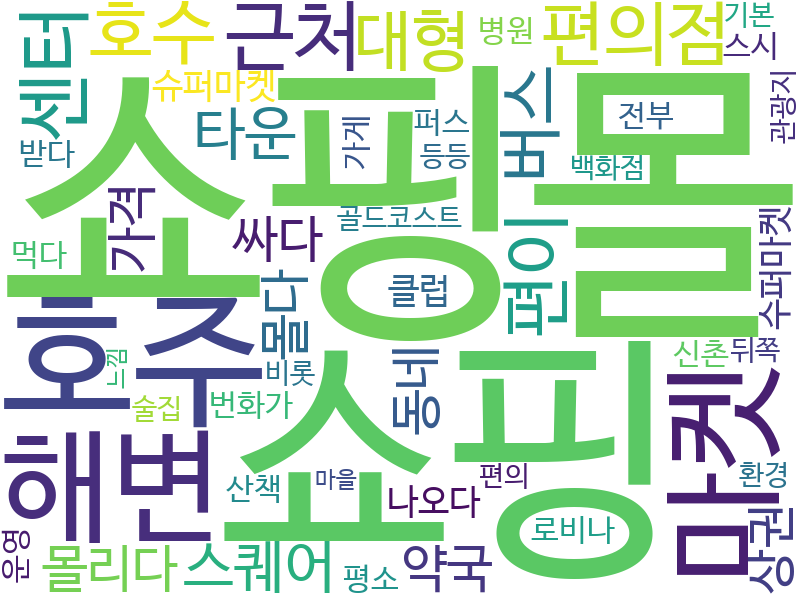 센터
호수
근처
대형
병원
편의점
기본
스시
슈퍼마켓
타운
가게
퍼스
등등
버스
전부
관광지
받다
쇼핑몰
백화점
가격
싸다
골드코스트
편이
수퍼마켓
먹다
클럽
몰다
호주
느낌
비롯
동네
신촌
뒤쪽
술집
번화가
쇼핑
마켓
해변
산책
마을
나오다
편의
환경
로비나
상권
운영
몰리다
스퀘어
평소
약국